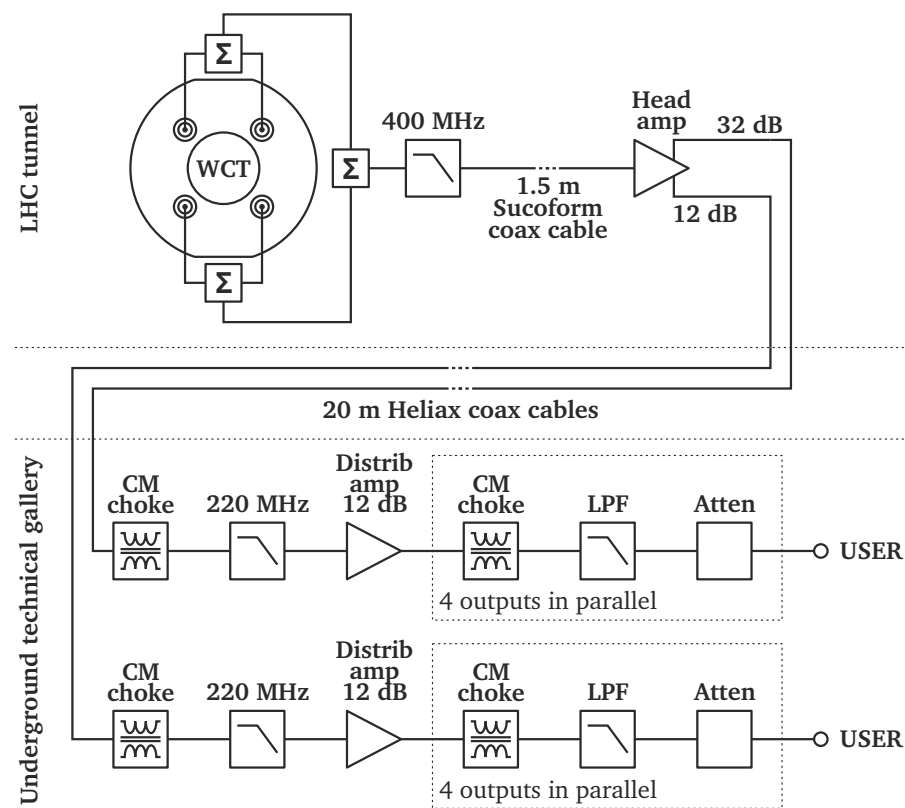 LHC tunnel
Σ
WCT
Σ
Σ
400 MHz
1.5 m
Sucoform
coax cable
Head
amp
32 dB
12 dB
20 m Heliax coax cables
Underground technical gallery
CM
choke
220 MHz
Distrib
amp
12 dB
CM
choke
LPF
Atten
USER
4 outputs in parallel
CM
choke
220 MHz
Distrib
amp
12 dB
CM
choke
LPF
Atten
USER
4 outputs in parallel